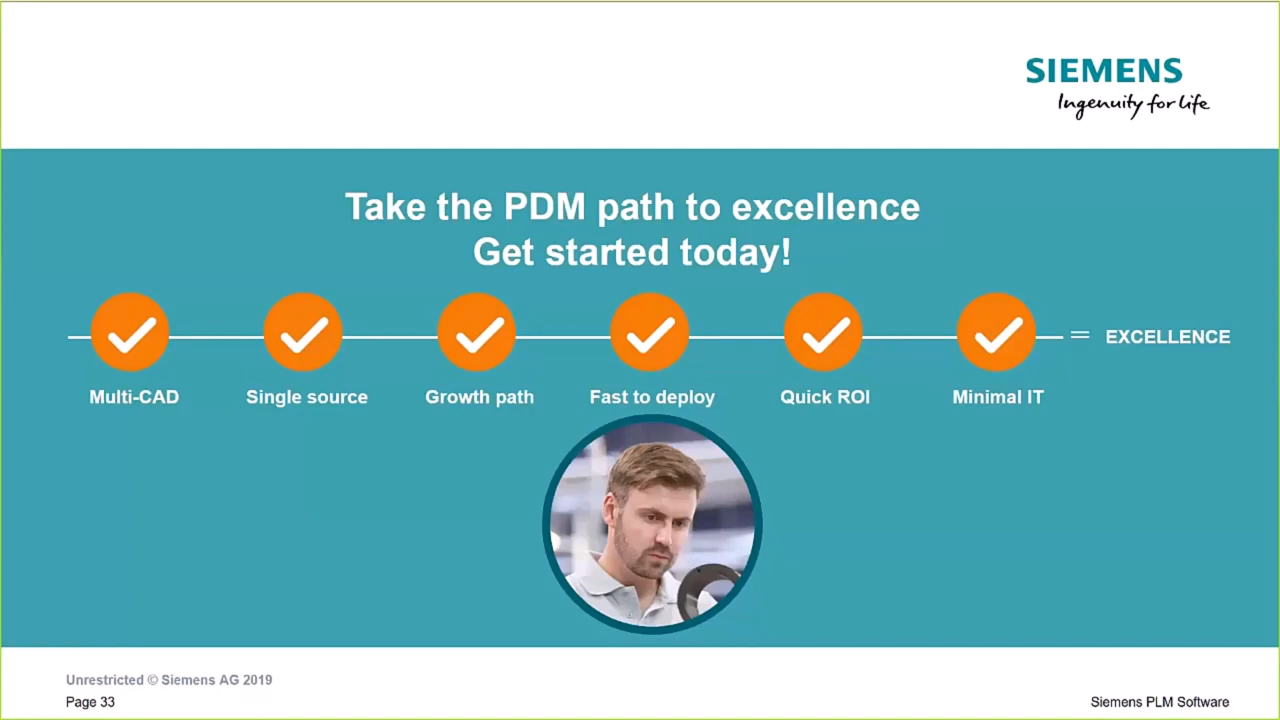 SIEMENS
Ingenuity for life
Take the PDM path to excellence
Get started today!
= EXCELLENCE
Multi-CAD Single source Growth path Fast to deploy Quick ROI Minimal IT
Unrestricted © Siemens AG 2019
Page 33 Siemens PLM Software